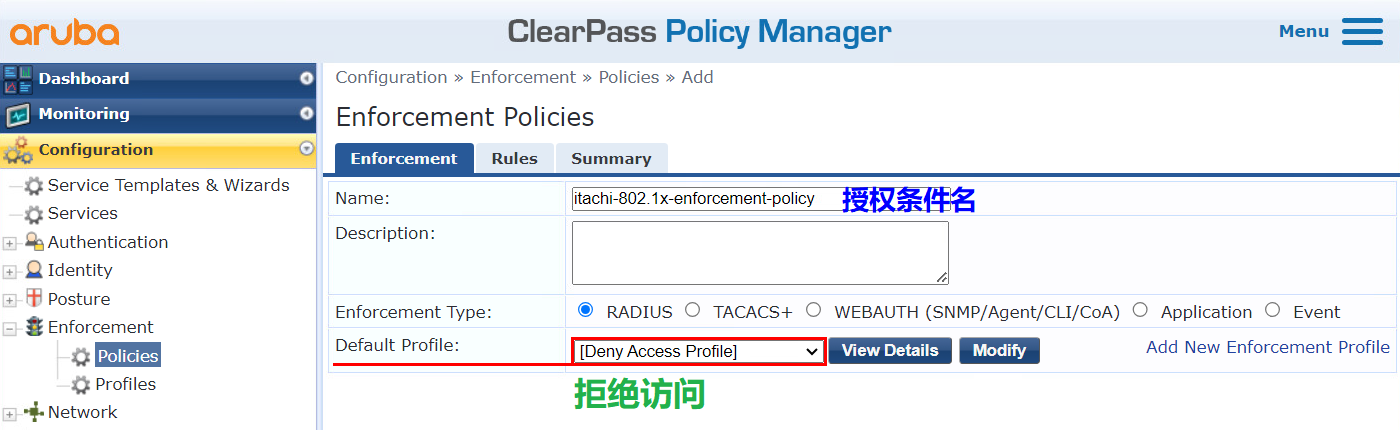 aruba
ClearPass Policy Manager
Menu
Dashboard
Monitoring
Configuration
Service Templates & Wizards
Services
Authentication
Identity
Posture
Enforcement
Policies
Profiles
Network
Configuration » Enforcement » Policies » Add
Enforcement Policies
Enforcement Rules Summary
Name: itachi-802.1x-enforcement-policy 授权条件名
Description:
Enforcement Type: RADIUS TACACS+ WEBAUTH (SNMP/Agent/CLI/CoA) Application Event
Default Profile: [Deny Access Profile] View Details Modify Add New Enforcement Profile
拒绝访问